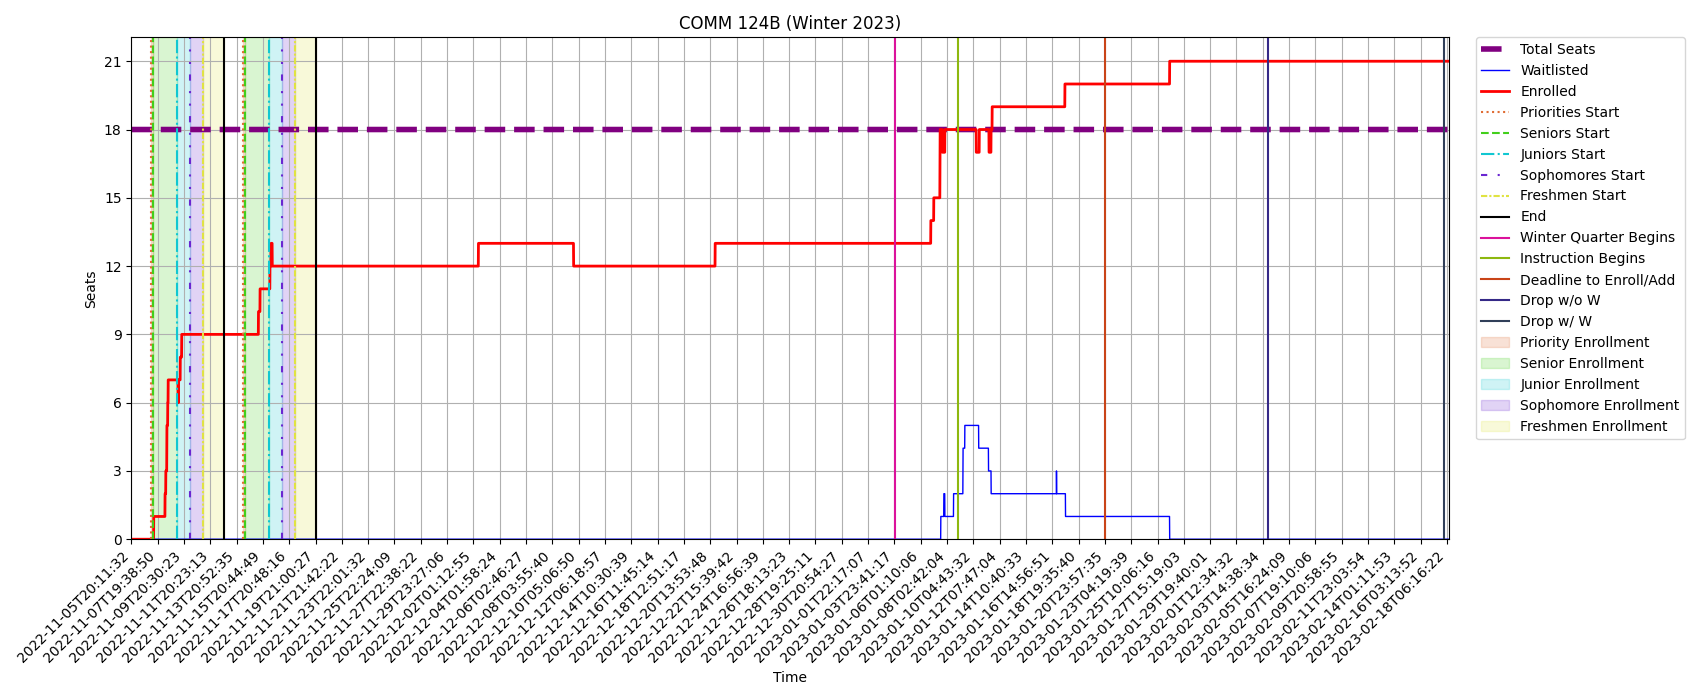 COMM 124B (Winter 2023)
Seats
21
18
15
12
9
6
3
0
2022-11-05T20:11:32
2022-11-07T19:38:50
2022-11-09T20:30:23
2022-11-11T20:23:13
2022-11-13T20:52:35
2022-11-15T20:44:49
2022-11-17T20:48:16
2022-11-19T21:00:27
2022-11-21T21:42:22
2022-11-23T22:01:32
2022-11-25T22:24:09
2022-11-27T22:38:22
2022-11-29T23:27:06
2022-12-02T01:12:55
2022-12-04T01:58:24
2022-12-06T02:46:27
2022-12-08T03:55:40
2022-12-10T05:06:50
2022-12-12T06:18:57
2022-12-14T10:30:39
2022-12-16T11:45:14
2022-12-18T12:51:17
2022-12-20T13:53:48
2022-12-22T15:39:42
2022-12-24T16:56:39
2022-12-26T18:13:23
2022-12-28T19:25:11
2022-12-30T20:54:27
2023-01-01T22:17:07
2023-01-03T23:41:17
2023-01-06T01:10:06
2023-01-08T02:42:04
2023-01-10T04:43:32
2023-01-12T07:47:04
2023-01-14T10:40:33
2023-01-16T14:56:51
2023-01-18T19:35:40
2023-01-20T23:57:35
2023-01-23T04:19:39
2023-01-25T10:06:16
2023-01-27T15:19:03
2023-01-29T19:40:01
2023-02-01T12:34:32
2023-02-03T14:38:34
2023-02-05T16:24:09
2023-02-07T19:10:06
2023-02-09T20:58:55
2023-02-11T23:03:54
2023-02-14T01:11:53
2023-02-16T03:13:52
2023-02-18T06:16:22
Time
Total Seats
Waitlisted
Enrolled
Priorities Start
Seniors Start
Juniors Start
Sophomores Start
Freshmen Start
End
Winter Quarter Begins
Instruction Begins
Deadline to Enroll/Add
Drop w/o W
Drop w/ W
Priority Enrollment
Senior Enrollment
Junior Enrollment
Sophomore Enrollment
Freshmen Enrollment